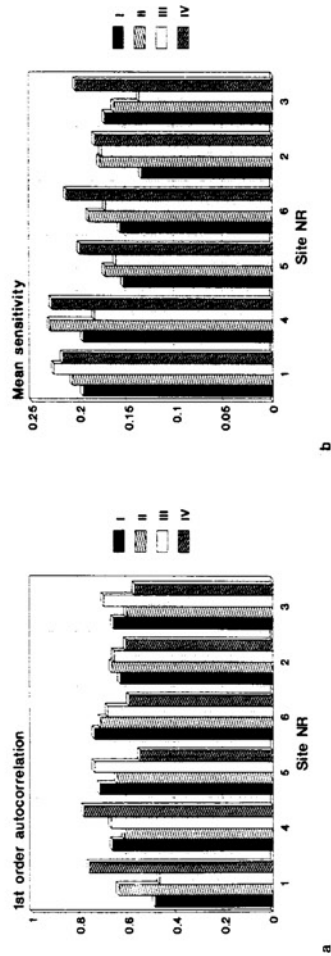 1st order autocorrelation
1
0.8
0.6
0.4
0.2
0
1 4 5 6 2 3
Site NR
I
II
III
IV
a
Mean sensitivity
0.25
0.2
0.15
0.1
0.05
0
1 4 5 6 2 3
Site NR
I
II
III
IV
b